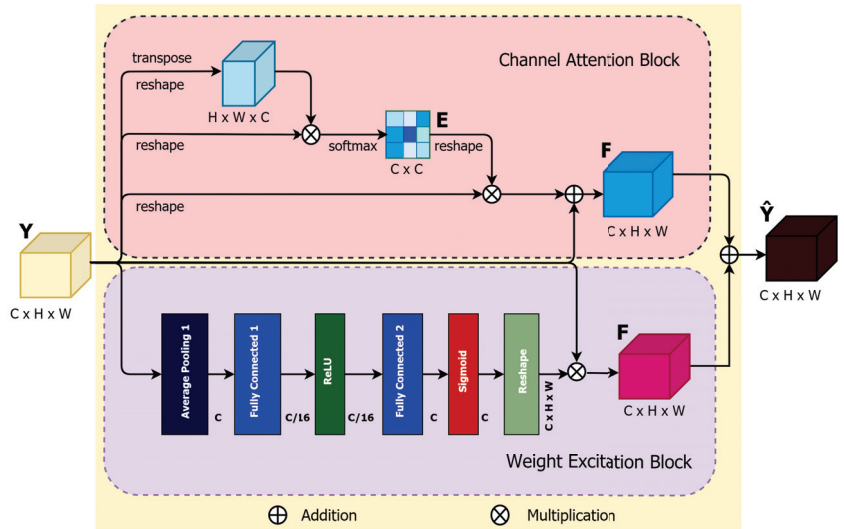 Channel Attention Block
transpose
reshape
H x W x C
reshape
softmax
E
reshape
C x C
reshape
F
C x H x W
Y
C x H x W
Ŷ
C x H x W
Average Pooling 1
C
Fully Connected 1
C/16
ReLU
C/16
Fully Connected 2
C
Sigmoid
C
Reshape
C x H x W
F
C x H x W
Weight Excitation Block
Addition
Multiplication